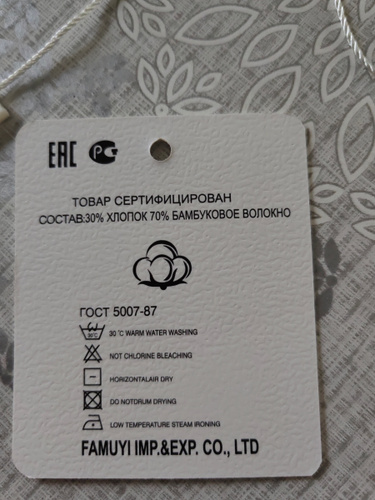 EAC
ТОВАР СЕРТИФИЦИРОВАН
СОСТАВ:30% ХЛОПОК 70% БАМБУКОВОЕ ВОЛОКНО
ГОСТ 5007-87
30 ℃ WARM WATER WASHING
NOT CHLORINE BLEACHING
HORIZONTALAIR DRY
DO NOTDRUM DRYING
LOW TEMPERATURE STEAM IRONING
FAMUYI IMP.&EXP. CO., LTD